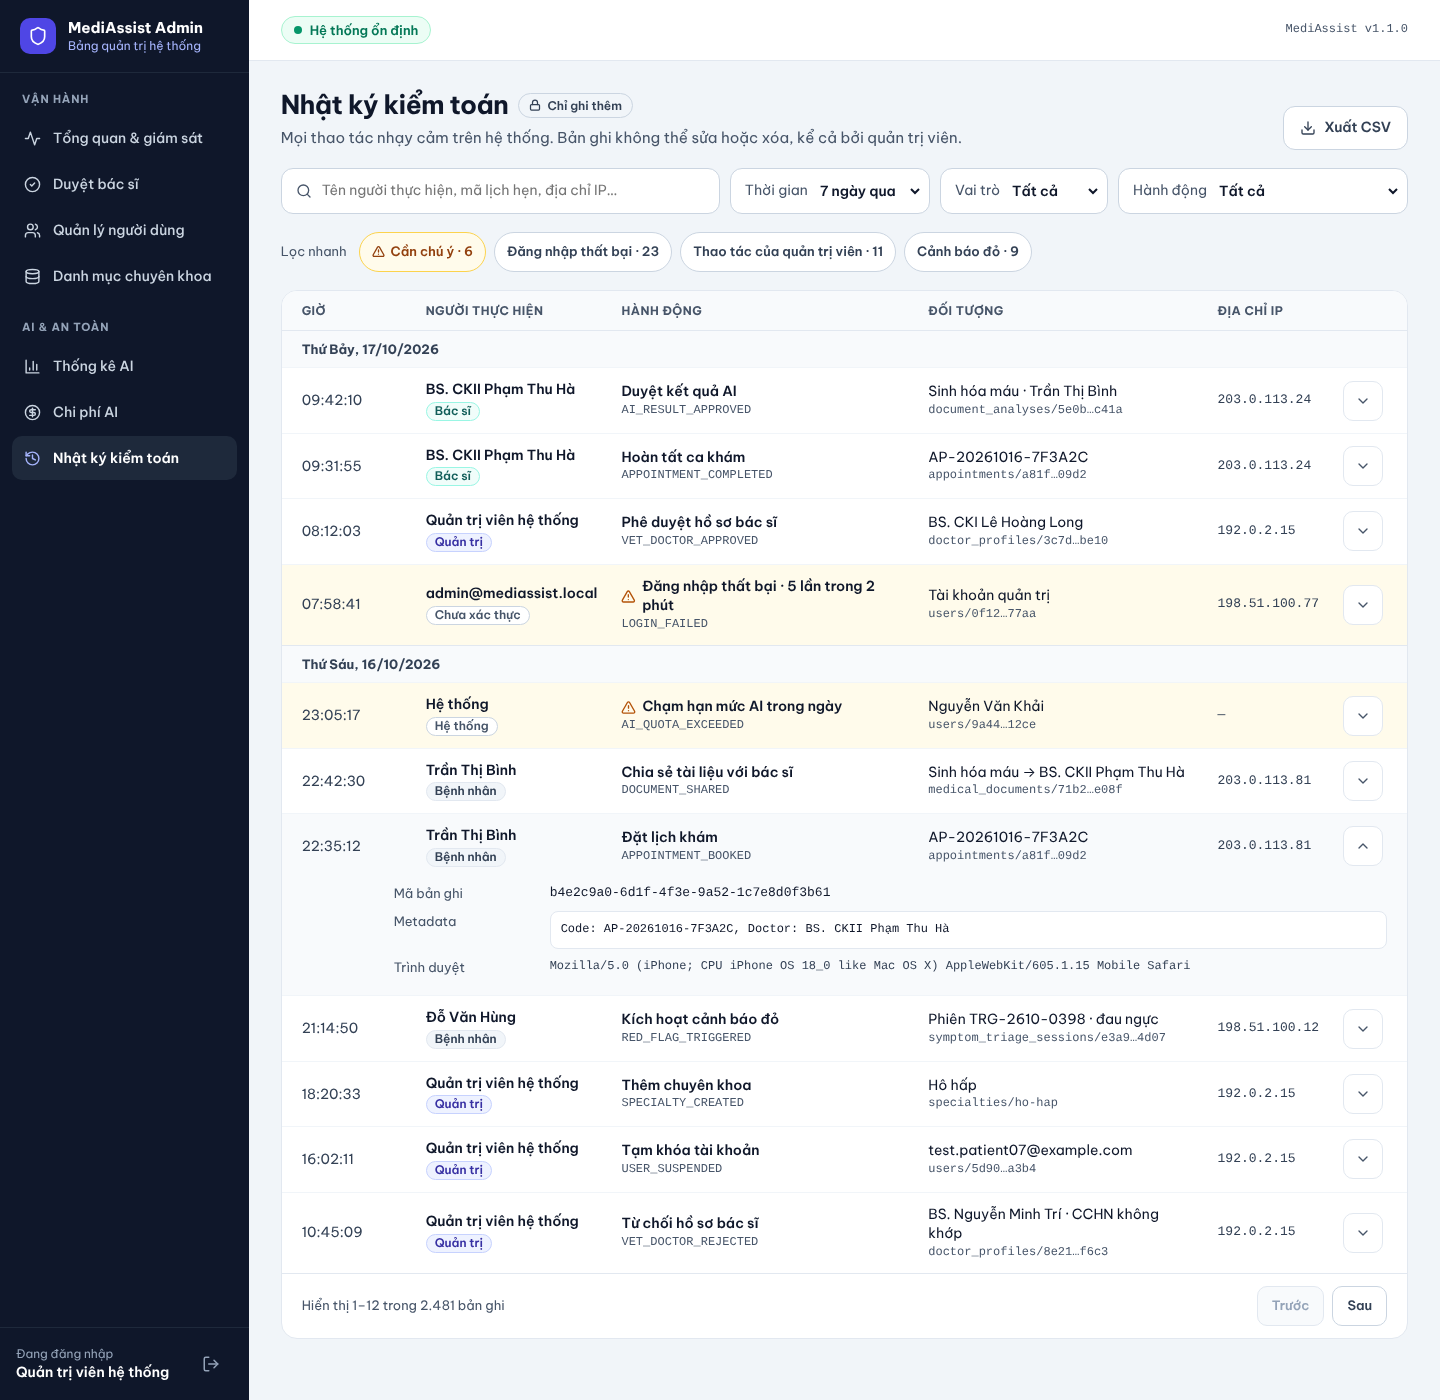 MediAssist Admin
Bảng quản trị hệ thống
VẬN HÀNH
Tổng quan & giám sát
Duyệt bác sĩ
Quản lý người dùng
Danh mục chuyên khoa
AI & AN TOÀN
Thống kê AI
Chi phí AI
Nhật ký kiểm toán
Đang đăng nhập
Quản trị viên hệ thống
Hệ thống ổn định
MediAssist v1.1.0
Nhật ký kiểm toán
Chỉ ghi thêm
Mọi thao tác nhạy cảm trên hệ thống. Bản ghi không thể sửa hoặc xóa, kể cả bởi quản trị viên.
Xuất CSV
Tên người thực hiện, mã lịch hẹn, địa chỉ IP...
Thời gian 7 ngày qua
Vai trò Tất cả
Hành động Tất cả
Lọc nhanh
Cần chú ý · 6
Đăng nhập thất bại · 23
Thao tác của quản trị viên · 11
Cảnh báo đỏ · 9
GIỜ NGƯỜI THỰC HIỆN HÀNH ĐỘNG ĐỐI TƯỢNG ĐỊA CHỈ IP
Thứ Bảy, 17/10/2026
09:42:10
BS. CKII Phạm Thu Hà
Bác sĩ
Duyệt kết quả AI
AI_RESULT_APPROVED
Sinh hóa máu · Trần Thị Bình
document_analyses/5e0b…c41a
203.0.113.24
09:31:55
BS. CKII Phạm Thu Hà
Bác sĩ
Hoàn tất ca khám
APPOINTMENT_COMPLETED
AP-20261016-7F3A2C
appointments/a81f…09d2
203.0.113.24
08:12:03
Quản trị viên hệ thống
Quản trị
Phê duyệt hồ sơ bác sĩ
VET_DOCTOR_APPROVED
BS. CKI Lê Hoàng Long
doctor_profiles/3c7d…be10
192.0.2.15
07:58:41
admin@mediassist.local
Chưa xác thực
Đăng nhập thất bại · 5 lần trong 2
phút
LOGIN_FAILED
Tài khoản quản trị
users/0f12…77aa
198.51.100.77
Thứ Sáu, 16/10/2026
23:05:17
Hệ thống
Hệ thống
Chạm hạn mức AI trong ngày
AI_QUOTA_EXCEEDED
Nguyễn Văn Khải
users/9a44…12ce
—
22:42:30
Trần Thị Bình
Bệnh nhân
Chia sẻ tài liệu với bác sĩ
DOCUMENT_SHARED
Sinh hóa máu → BS. CKII Phạm Thu Hà
medical_documents/71b2…e08f
203.0.113.81
22:35:12
Trần Thị Bình
Bệnh nhân
Đặt lịch khám
APPOINTMENT_BOOKED
AP-20261016-7F3A2C
appointments/a81f…09d2
203.0.113.81
Mã bản ghi
b4e2c9a0-6d1f-4f3e-9a52-1c7e8d0f3b61
Metadata
Code: AP-20261016-7F3A2C, Doctor: BS. CKII Phạm Thu Hà
Trình duyệt
Mozilla/5.0 (iPhone; CPU iPhone OS 18_0 like Mac OS X) AppleWebKit/605.1.15 Mobile Safari
21:14:50
Đỗ Văn Hùng
Bệnh nhân
Kích hoạt cảnh báo đỏ
RED_FLAG_TRIGGERED
Phiên TRG-2610-0398 · đau ngực
symptom_triage_sessions/e3a9…4d07
198.51.100.12
18:20:33
Quản trị viên hệ thống
Quản trị
Thêm chuyên khoa
SPECIALTY_CREATED
Hô hấp
specialties/ho-hap
192.0.2.15
16:02:11
Quản trị viên hệ thống
Quản trị
Tạm khóa tài khoản
USER_SUSPENDED
test.patient07@example.com
users/5d90…a3b4
192.0.2.15
10:45:09
Quản trị viên hệ thống
Quản trị
Từ chối hồ sơ bác sĩ
VET_DOCTOR_REJECTED
BS. Nguyễn Minh Trí · CCHN không
khớp
doctor_profiles/8e21…f6c3
192.0.2.15
Hiển thị 1–12 trong 2.481 bản ghi
Trước
Sau